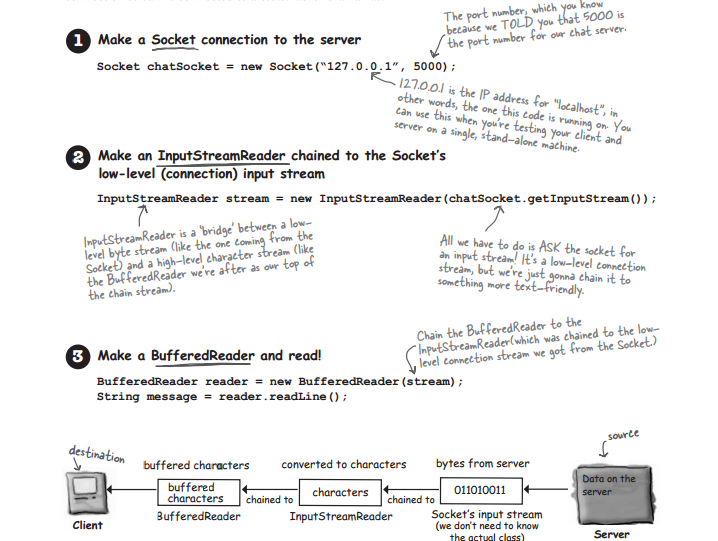 The port number, which you know
because we TOLD you that 5000 is
the port number for our chat server.
1 Make a Socket connection to the server
Socket chatSocket = new Socket("127.0.0.1", 5000);
127.0.0.1 is the IP address for "localhost", in
other words, the one this code is running on. You
can use this when you're testing your client and
server on a single, stand-alone machine.
2 Make an InputStreamReader chained to the Socket's
low-level (connection) input stream
InputStreamReader stream = new InputStreamReader(chatSocket.getInputStream());
InputStreamReader is a 'bridge' between a low-
level byte stream (like the one coming from the
Socket) and a high-level character stream (like
the BufferedReader we're after as our top of
the chain stream).
All we have to do is ASK the socket for
an input stream! It's a low-level connection
stream, but we're just gonna chain it to
something more text-friendly.
Chain the BufferedReader to the
InputStreamReader(which was chained to the low-
level connection stream we got from the Socket.)
3 Make a BufferedReader and read!
BufferedReader reader = new BufferedReader(stream);
String message = reader.readLine();
destination
source
buffered characters
converted to characters
bytes from server
buffered
characters
chained to
characters
chained to
011010011
Data on the
server
BufferedReader
InputStreamReader
Socket's input stream
(we don't need to know
the actual class)
Client
Server